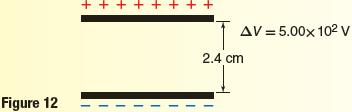 + + + + + + + +
ΔV = 5.00×10² V
2.4 cm
Figure 12
− − − − − − − −